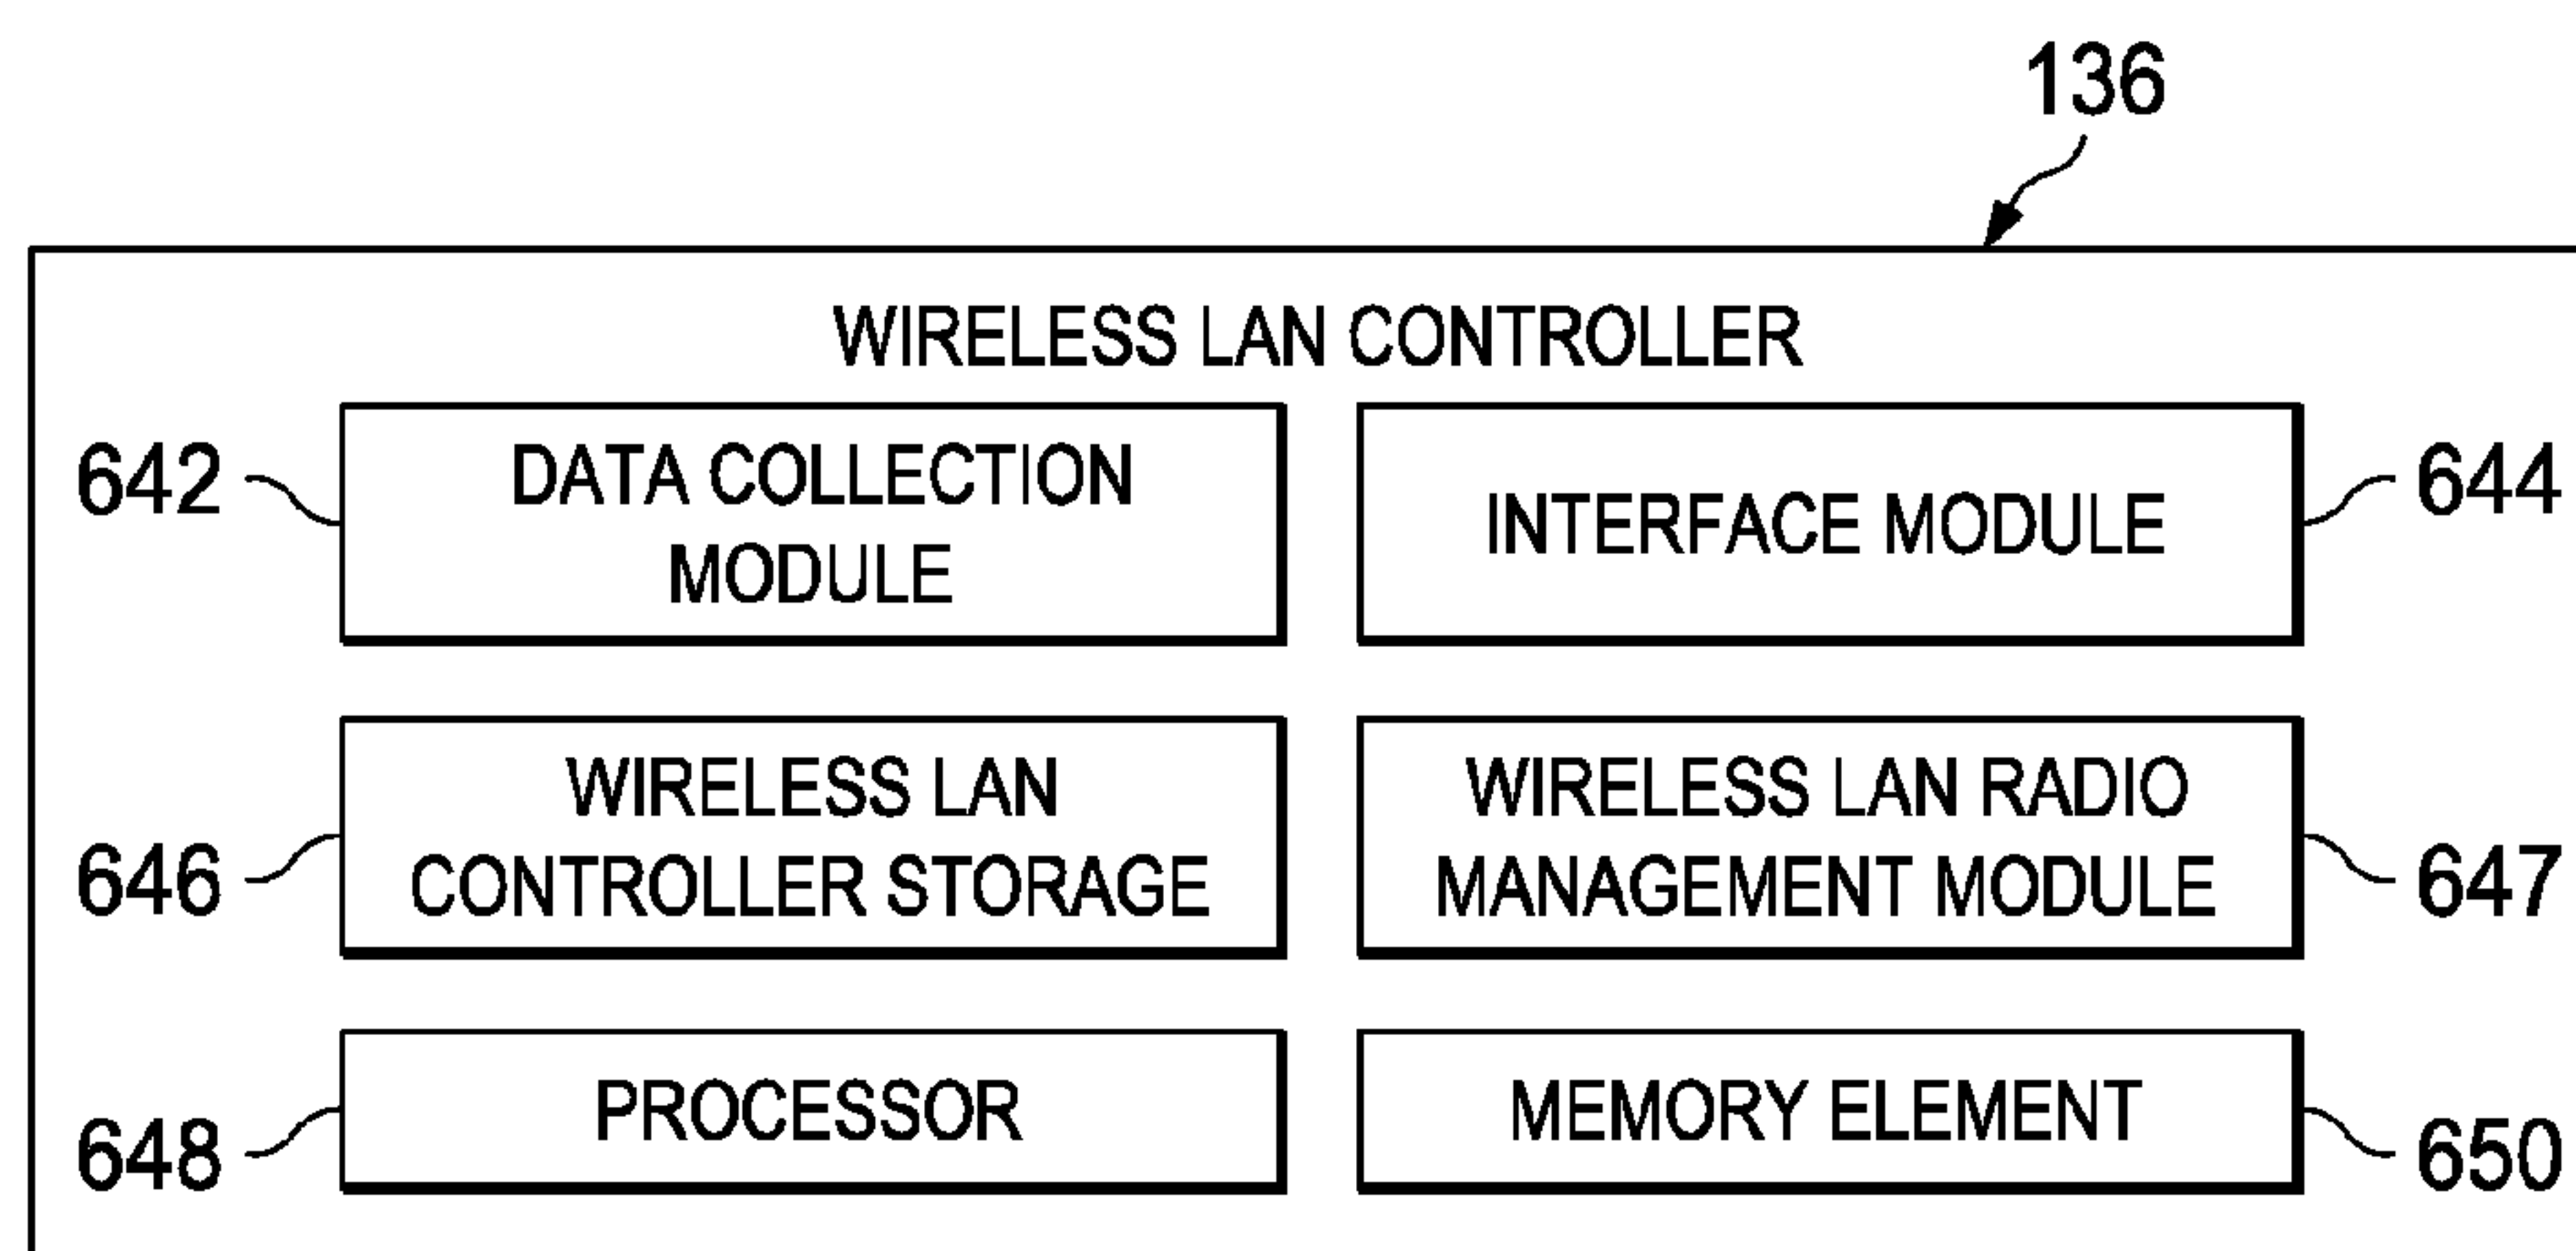 136
WIRELESS LAN CONTROLLER
642
DATA COLLECTION
MODULE
INTERFACE MODULE
644
646
WIRELESS LAN
CONTROLLER STORAGE
WIRELESS LAN RADIO
MANAGEMENT MODULE
647
648
PROCESSOR
MEMORY ELEMENT
650